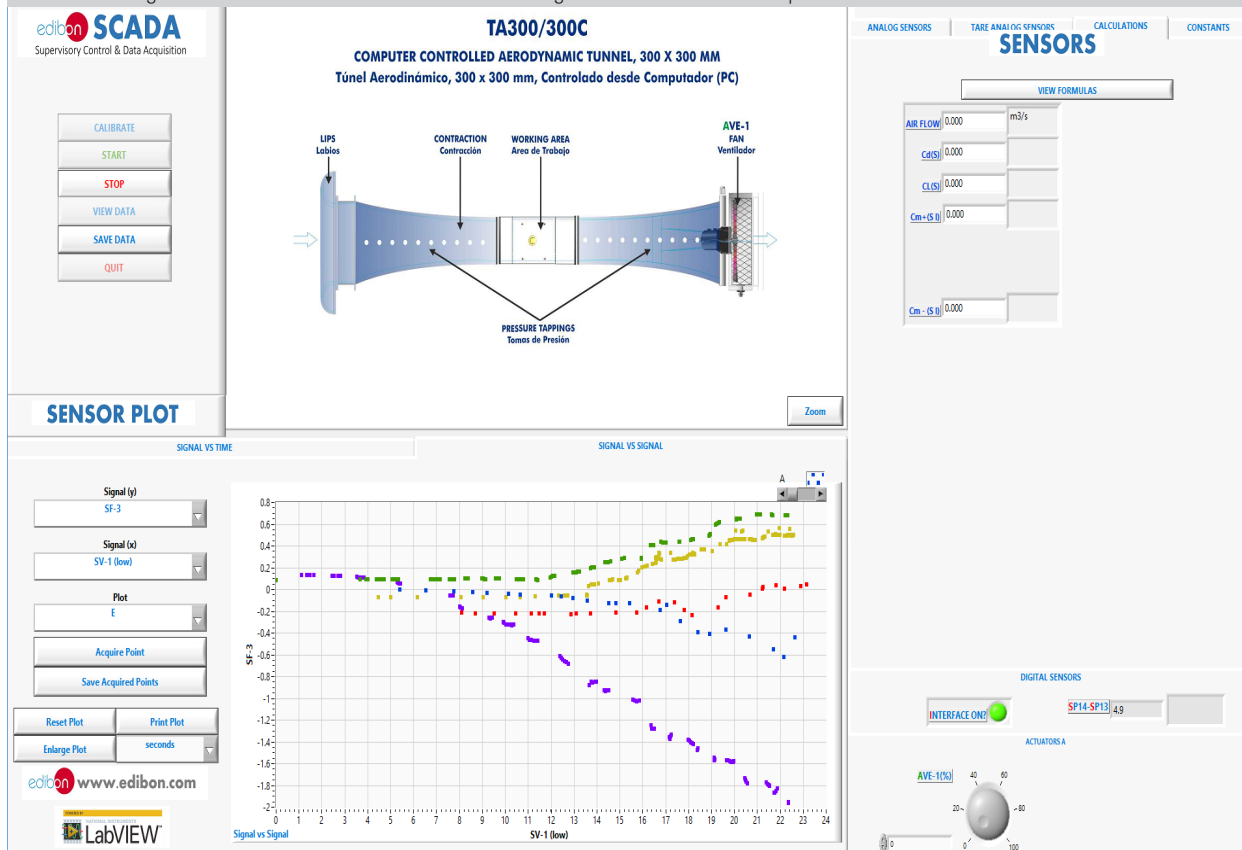 edibon SCADA
Supervisory Control & Data Acquisition
CALIBRATE
START
STOP
VIEW DATA
SAVE DATA
QUIT
SENSOR PLOT
TA300/300C
COMPUTER CONTROLLED AERODYNAMIC TUNNEL, 300 X 300 MM
Túnel Aerodinámico, 300 x 300 mm, Controlado desde Computador (PC)
LIPS
Labios
CONTRACTION
Contracción
WORKING AREA
Area de Trabajo
AVE-1
FAN
Ventilador
C
PRESSURE TAPPINGS
Tomas de Presión
Zoom
ANALOG SENSORS
TARE ANALOG SENSORS
CALCULATIONS
CONSTANTS
SENSORS
VIEW FORMULAS
AIR FLOW 0.000 m3/s
Cd(S) 0.000
CL(S) 0.000
Cm+(S I) 0.000
Cm - (S I) 0.000
SIGNAL VS TIME
SIGNAL VS SIGNAL
Signal (y)
SF-3
Signal (x)
SV-1 (low)
Plot
E
Acquire Point
Save Acquired Points
Reset Plot
Print Plot
Enlarge Plot
seconds
edibon www.edibon.com
NATIONAL INSTRUMENTS
LabVIEW
A
SF-3
0.8
0.6
0.4
0.2
0
-0.2
-0.4
-0.6
-0.8
-1
-1.2
-1.4
-1.6
-1.8
-2
0 1 2 3 4 5 6 7 8 9 10 11 12 13 14 15 16 17 18 19 20 21 22 23 24
Signal vs Signal
SV-1 (low)
DIGITAL SENSORS
INTERFACE ON?
SP14-SP13 4.9
ACTUATORS A
AVE-1(%)
0
20
40
60
80
100
0